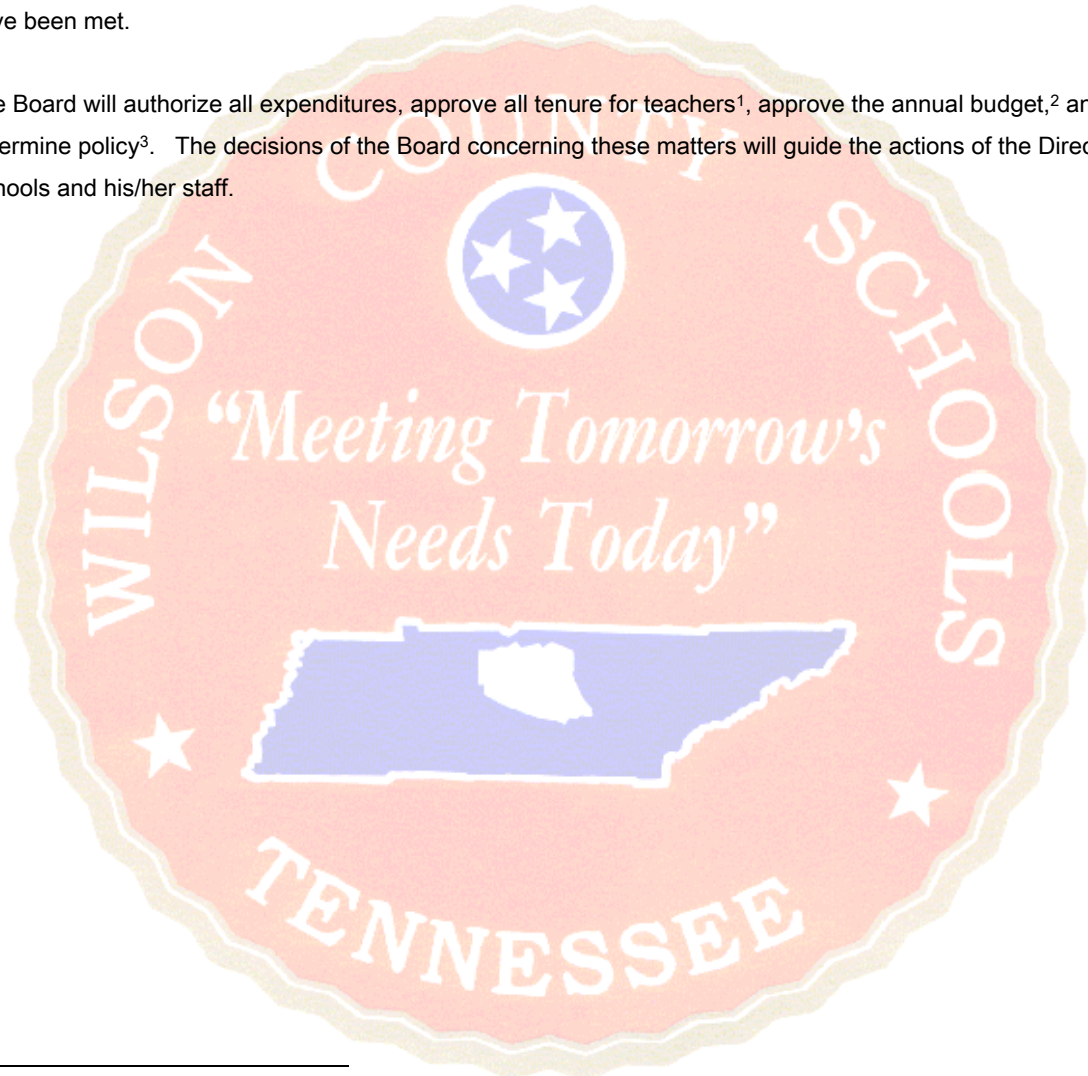 ve been met.
e Board will authorize all expenditures, approve all tenure for teachers¹, approve the annual budget,² an
termine policy³. The decisions of the Board concerning these matters will guide the actions of the Direc
hools and his/her staff.
WILSON COUNTY SCHOOLS
“Meeting Tomorrow’s
Needs Today”
TENNESSEE